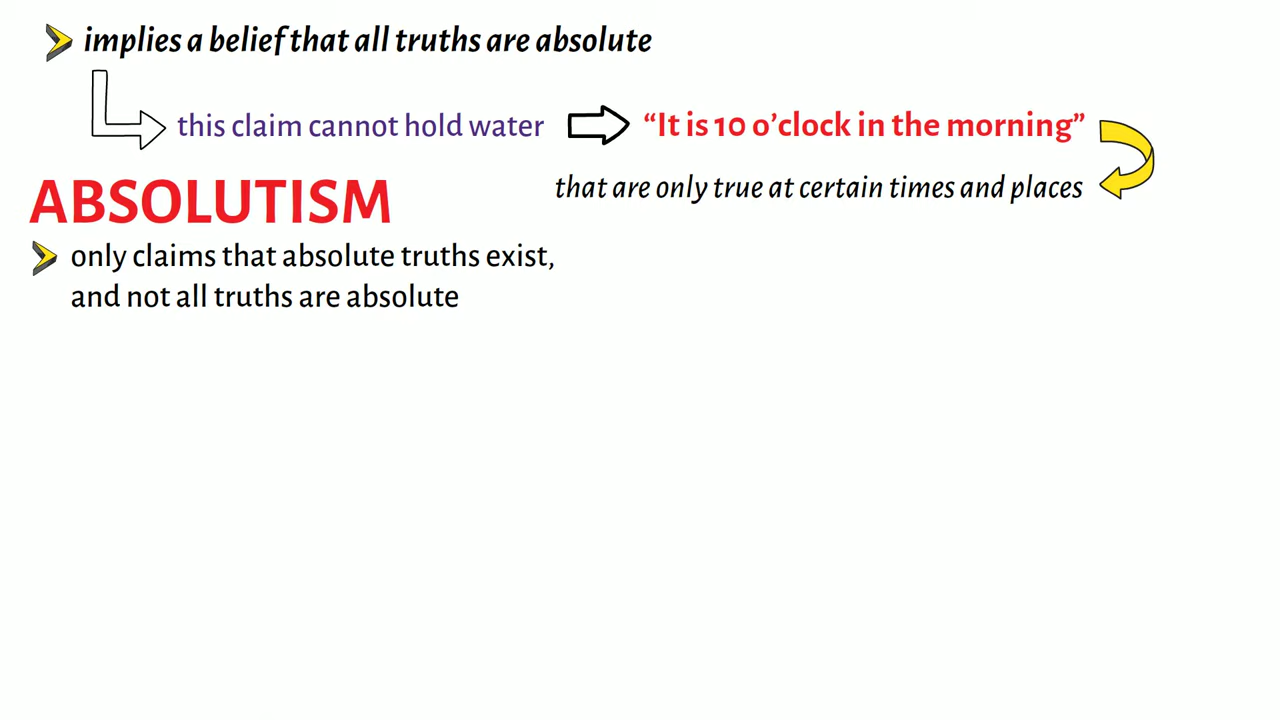 implies a belief that all truths are absolute
this claim cannot hold water
“It is 10 o’clock in the morning”
that are only true at certain times and places
ABSOLUTISM
only claims that absolute truths exist,
and not all truths are absolute